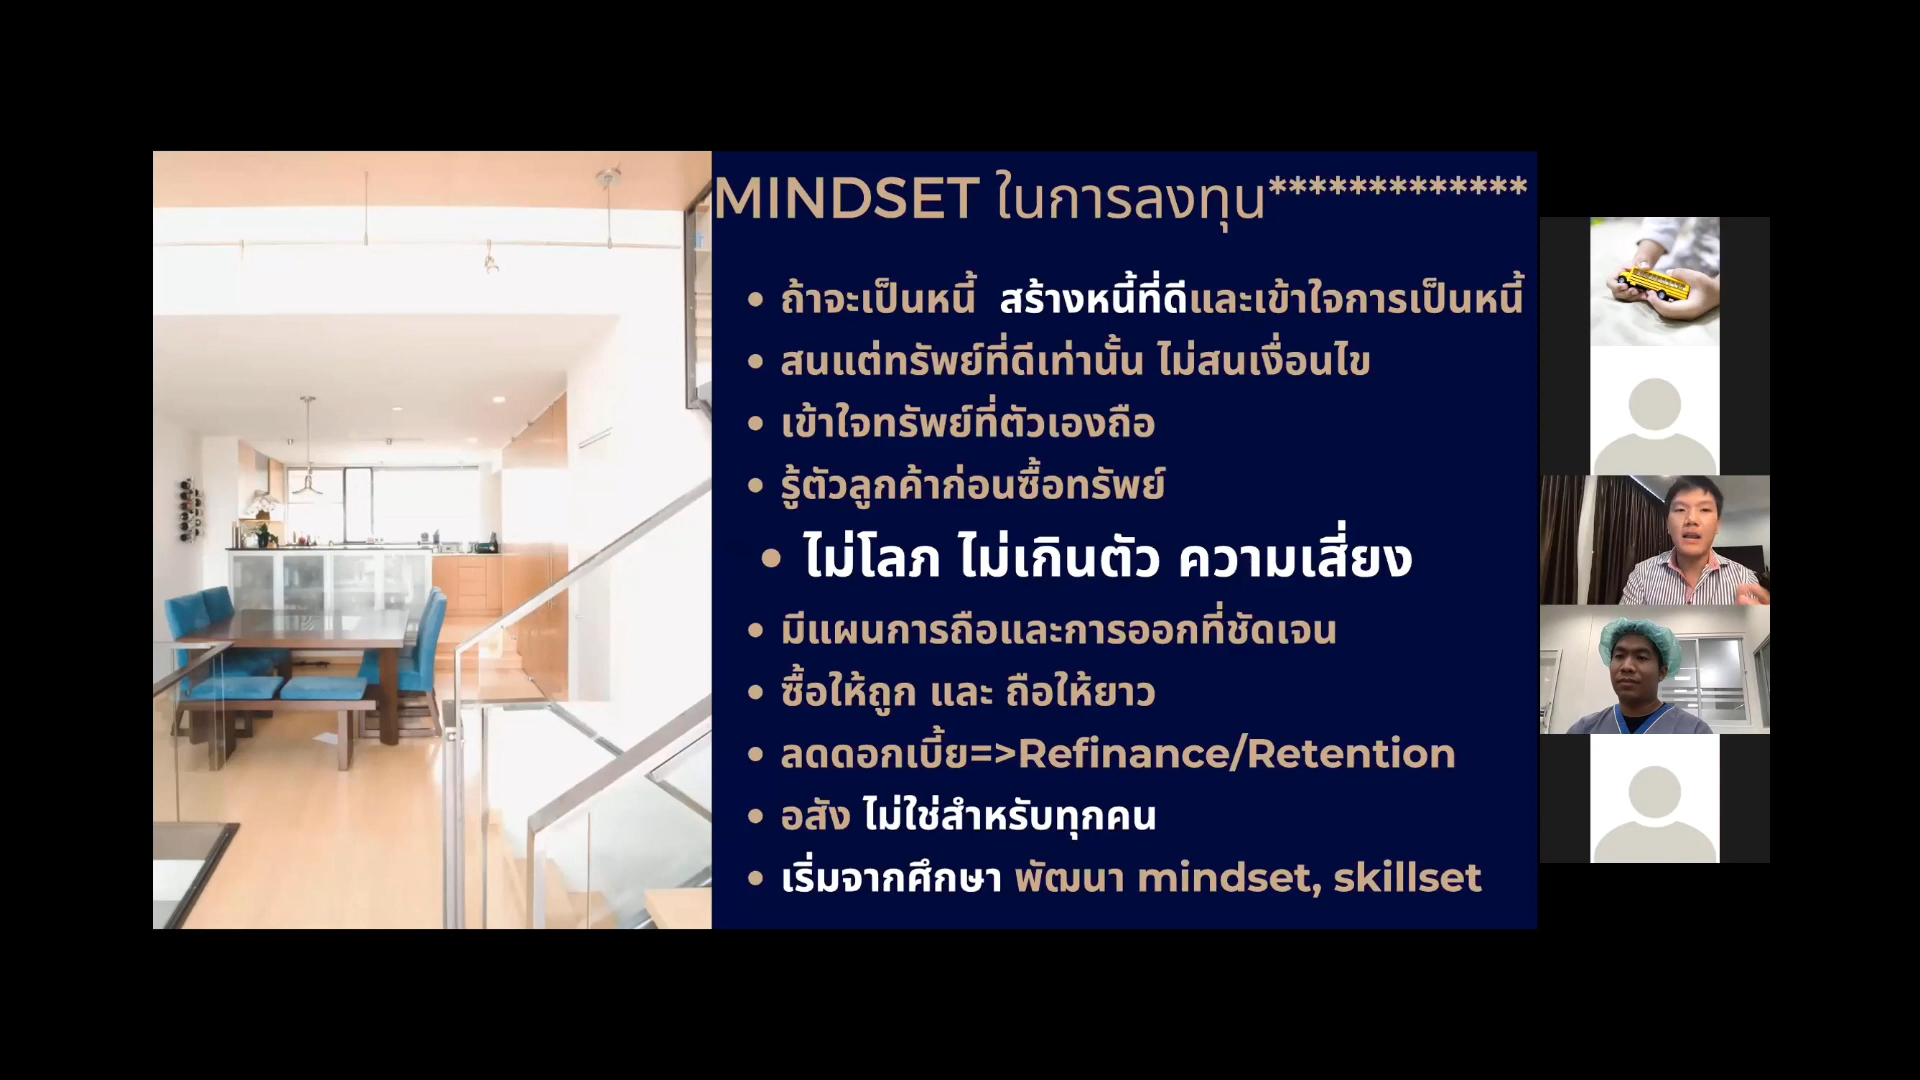 MINDSET ในการลงทุน*************
• ถ้าจะเป็นหนี้ สร้างหนี้ที่ดีและเข้าใจการเป็นหนี้
• สนแต่ทรัพย์ที่ดีเท่านั้น ไม่สนเงื่อนไข
• เข้าใจทรัพย์ที่ตัวเองถือ
• รู้ตัวลูกค้าก่อนซื้อทรัพย์
• ไม่โลภ ไม่เกินตัว ความเสี่ยง
• มีแผนการถือและการออกที่ชัดเจน
• ซื้อให้ถูก และ ถือให้ยาว
• ลดดอกเบี้ย=>Refinance/Retention
• อสัง ไม่ใช่สำหรับทุกคน
• เริ่มจากศึกษา พัฒนา mindset, skillset